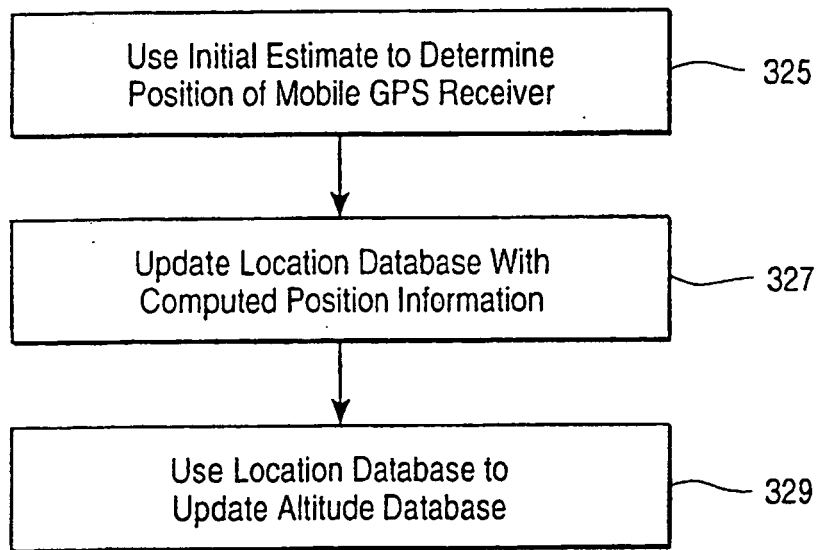 Use Initial Estimate to Determine
Position of Mobile GPS Receiver
325
Update Location Database With
Computed Position Information
327
Use Location Database to
Update Altitude Database
329